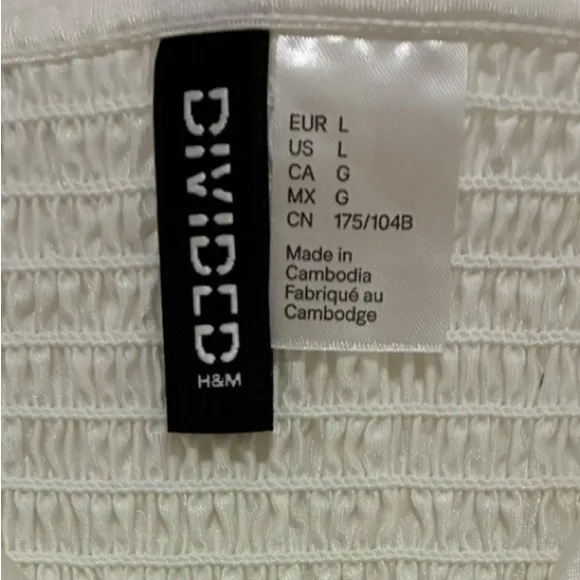 DIVIDED
H&M
EUR L
US L
CA G
MX G
CN 175/104B
Made in
Cambodia
Fabriqué au
Cambodge